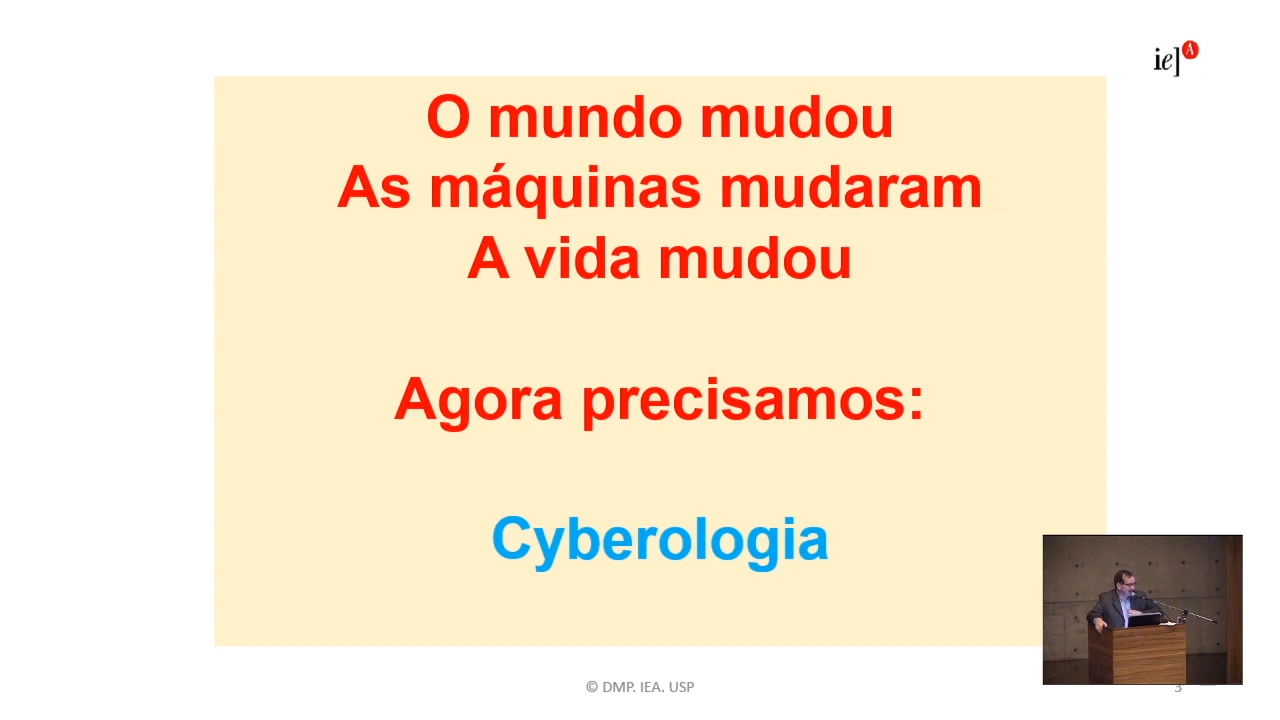 ie]A
O mundo mudou
As máquinas mudaram
A vida mudou
Agora precisamos:
Cyberologia
© DMP. IEA. USP
3